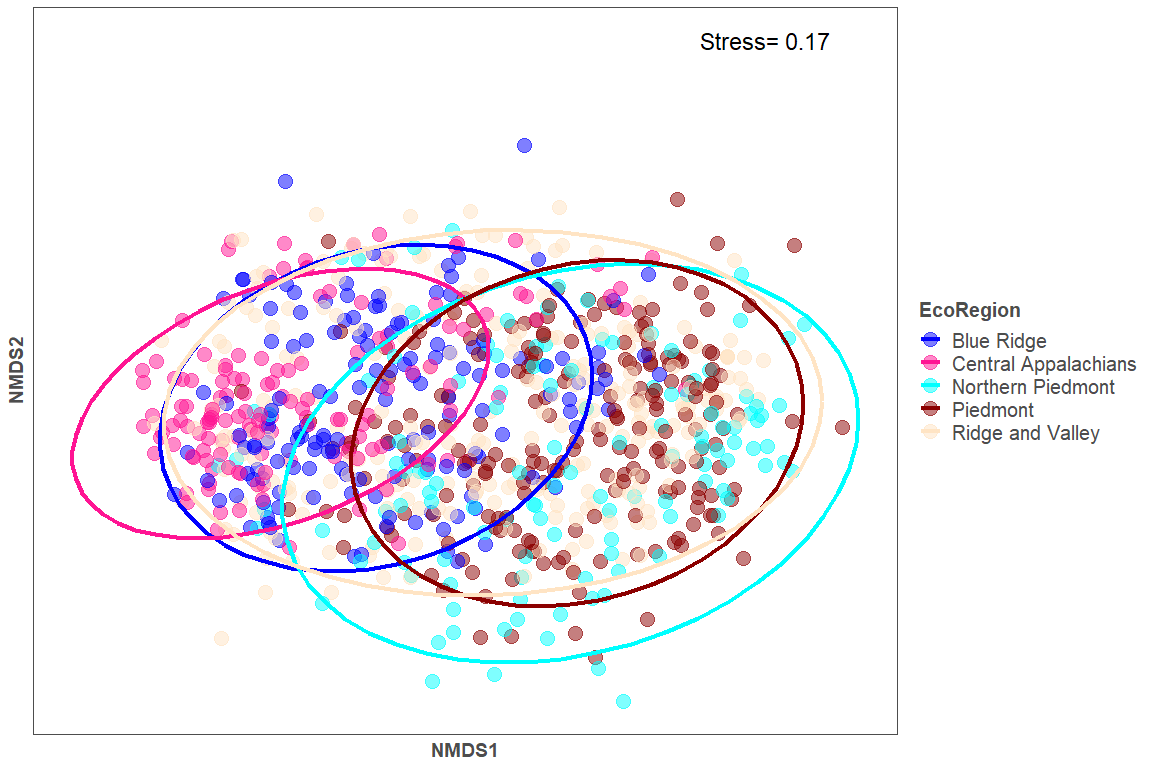 Stress= 0.17
NMDS2
NMDS1
EcoRegion
Blue Ridge
Central Appalachians
Northern Piedmont
Piedmont
Ridge and Valley